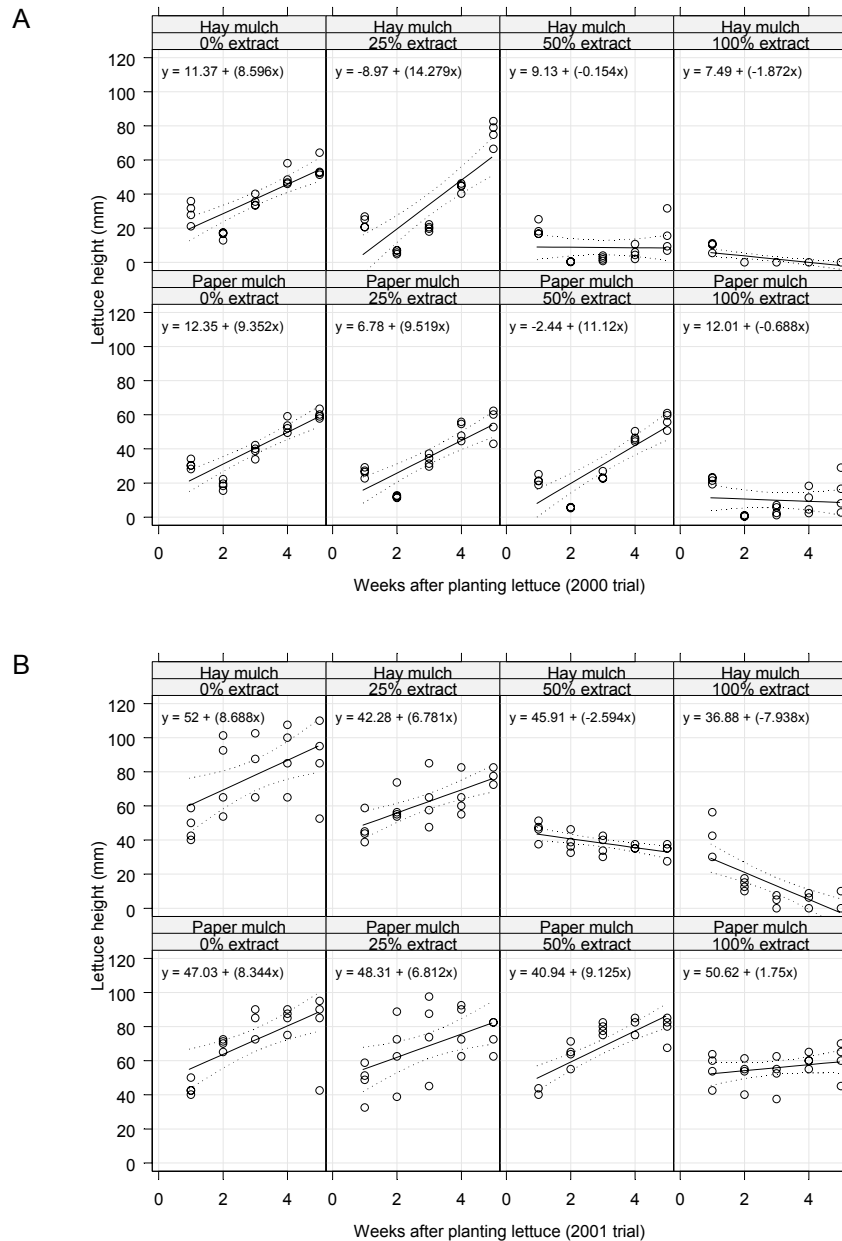 A
Hay mulch Hay mulch Hay mulch Hay mulch
0% extract 25% extract 50% extract 100% extract
y = 11.37 + (8.596x) y = -8.97 + (14.279x) y = 9.13 + (-0.154x) y = 7.49 + (-1.872x)
120
100
80
60
40
20
0
Lettuce height (mm)
Paper mulch Paper mulch Paper mulch Paper mulch
0% extract 25% extract 50% extract 100% extract
y = 12.35 + (9.352x) y = 6.78 + (9.519x) y = -2.44 + (11.12x) y = 12.01 + (-0.688x)
120
100
80
60
40
20
0
2 4 2 4 2 4 2 4
Weeks after planting lettuce (2000 trial)
B
Hay mulch Hay mulch Hay mulch Hay mulch
0% extract 25% extract 50% extract 100% extract
y = 52 + (8.688x) y = 42.28 + (6.781x) y = 45.91 + (-2.594x) y = 36.88 + (-7.938x)
120
100
80
60
40
20
0
Lettuce height (mm)
Paper mulch Paper mulch Paper mulch Paper mulch
0% extract 25% extract 50% extract 100% extract
y = 47.03 + (8.344x) y = 48.31 + (6.812x) y = 40.94 + (9.125x) y = 50.62 + (1.75x)
120
100
80
60
40
20
0
2 4 2 4 2 4 2 4
Weeks after planting lettuce (2001 trial)